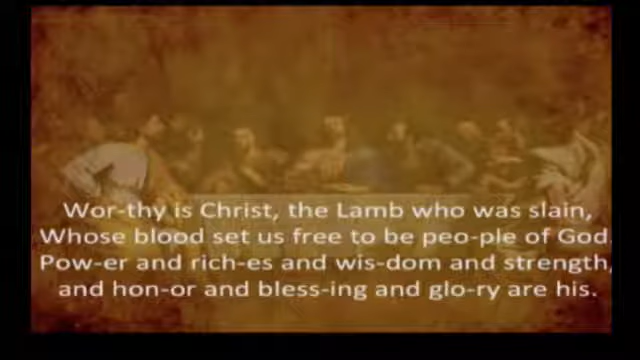 Wor-thy is Christ, the Lamb who was slain,
Whose blood set us free to be peo-ple of God.
Pow-er and rich-es and wis-dom and strength,
and hon-or and bless-ing and glo-ry are his.